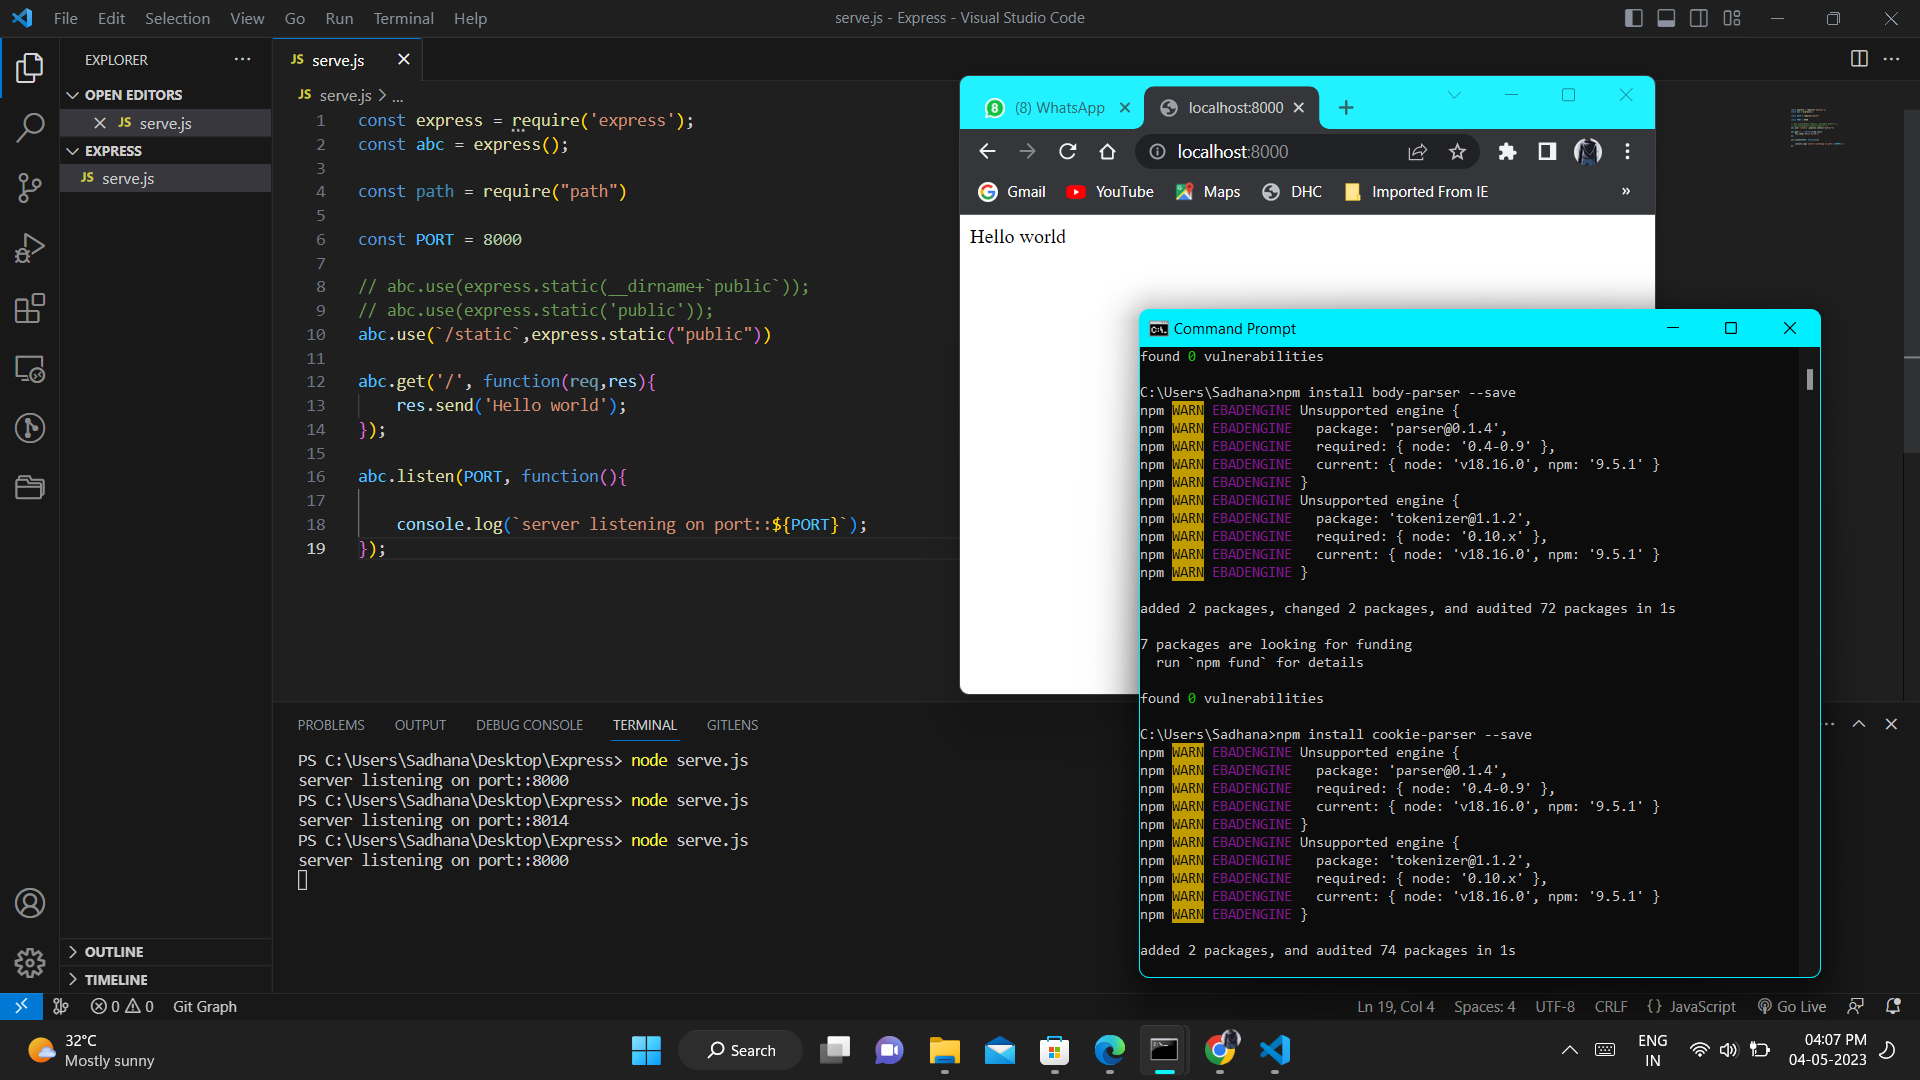 File Edit Selection View Go Run Terminal Help
serve.js - Express - Visual Studio Code
EXPLORER
OPEN EDITORS
JS serve.js
EXPRESS
JS serve.js
OUTLINE
TIMELINE
JS serve.js
JS serve.js > ...
1 const express = require('express');
2 const abc = express();
3
4 const path = require("path")
5
6 const PORT = 8000
7
8 // abc.use(express.static(__dirname+`public`));
9 // abc.use(express.static('public'));
10 abc.use(`/static`,express.static("public"))
11
12 abc.get('/', function(req,res){
13 res.send('Hello world');
14 });
15
16 abc.listen(PORT, function(){
17
18 console.log(`server listening on port::${PORT}`);
19 });
(8) WhatsApp
localhost:8000
localhost:8000
Gmail YouTube Maps DHC Imported From IE »
Hello world
Command Prompt
found 0 vulnerabilities
C:\Users\Sadhana>npm install body-parser --save
npm WARN EBADENGINE Unsupported engine {
npm WARN EBADENGINE package: 'parser@0.1.4',
npm WARN EBADENGINE required: { node: '0.4-0.9' },
npm WARN EBADENGINE current: { node: 'v18.16.0', npm: '9.5.1' }
npm WARN EBADENGINE }
npm WARN EBADENGINE Unsupported engine {
npm WARN EBADENGINE package: 'tokenizer@1.1.2',
npm WARN EBADENGINE required: { node: '0.10.x' },
npm WARN EBADENGINE current: { node: 'v18.16.0', npm: '9.5.1' }
npm WARN EBADENGINE }
added 2 packages, changed 2 packages, and audited 72 packages in 1s
7 packages are looking for funding
run `npm fund` for details
found 0 vulnerabilities
C:\Users\Sadhana>npm install cookie-parser --save
npm WARN EBADENGINE Unsupported engine {
npm WARN EBADENGINE package: 'parser@0.1.4',
npm WARN EBADENGINE required: { node: '0.4-0.9' },
npm WARN EBADENGINE current: { node: 'v18.16.0', npm: '9.5.1' }
npm WARN EBADENGINE }
npm WARN EBADENGINE Unsupported engine {
npm WARN EBADENGINE package: 'tokenizer@1.1.2',
npm WARN EBADENGINE required: { node: '0.10.x' },
npm WARN EBADENGINE current: { node: 'v18.16.0', npm: '9.5.1' }
npm WARN EBADENGINE }
added 2 packages, and audited 74 packages in 1s
PROBLEMS OUTPUT DEBUG CONSOLE TERMINAL GITLENS
PS C:\Users\Sadhana\Desktop\Express> node serve.js
server listening on port::8000
PS C:\Users\Sadhana\Desktop\Express> node serve.js
server listening on port::8014
PS C:\Users\Sadhana\Desktop\Express> node serve.js
server listening on port::8000
0 0 Git Graph
Ln 19, Col 4 Spaces: 4 UTF-8 CRLF {} JavaScript Go Live
32°C
Mostly sunny
Search
ENG
IN
04:07 PM
04-05-2023